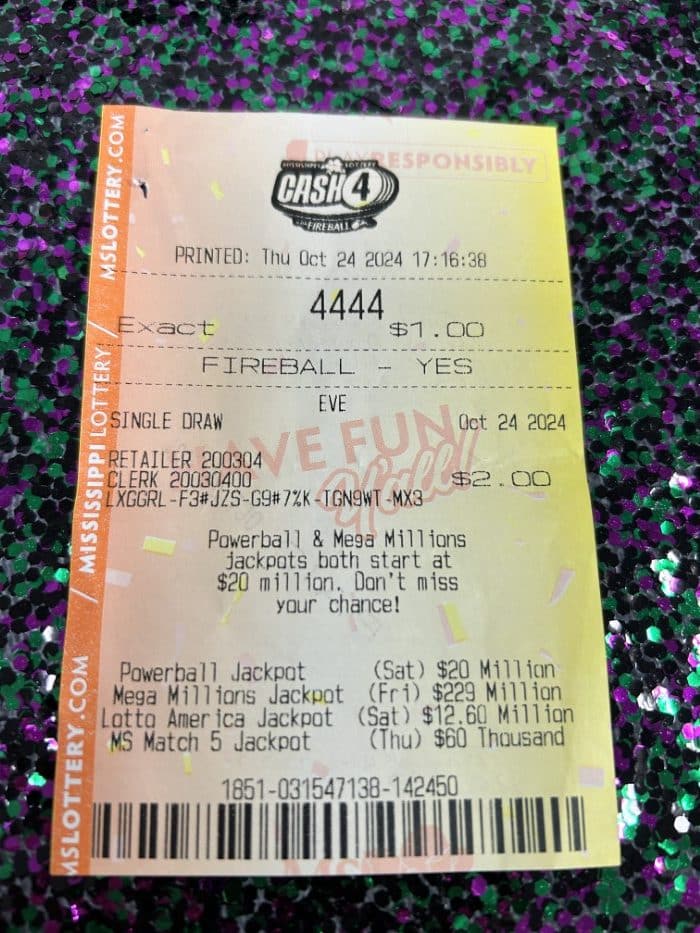 PLAY RESPONSIBLY
MISSISSIPPI LOTTERY
CASH 4
FIREBALL
PRINTED: Thu Oct 24 2024 17:16:38
4444
Exact $1.00
FIREBALL - YES
EVE
SINGLE DRAW Oct 24 2024
HAVE FUN
Y'all!
RETAILER 200304
CLERK 20030400 $2.00
LXGGRL-F3#JZS-G9#7%K-TGN9WT-MX3
Powerball & Mega Millions
jackpots both start at
$20 million. Don't miss
your chance!
Powerball Jackpot (Sat) $20 Million
Mega Millions Jackpot (Fri) $229 Million
Lotto America Jackpot (Sat) $12.60 Million
MS Match 5 Jackpot (Thu) $60 Thousand
1851-031547138-142450
MSLOTTERY.COM / MISSISSIPPI LOTTERY / MSLOTTERY.COM